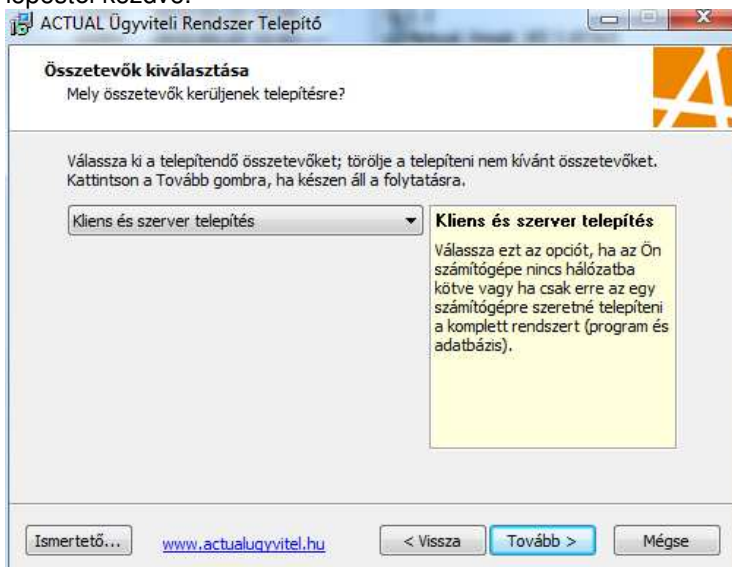 lépéstől kezdve.
ACTUAL Ügyviteli Rendszer Telepítő
Összetevők kiválasztása
Mely összetevők kerüljenek telepítésre?
Válassza ki a telepítendő összetevőket; törölje a telepíteni nem kívánt összetevőket.
Kattintson a Tovább gombra, ha készen áll a folytatásra.
Kliens és szerver telepítés
Kliens és szerver telepítés
Válassza ezt az opciót, ha az Ön
számítógépe nincs hálózatba
kötve vagy ha csak erre az egy
számítógépre szeretné telepíteni
a komplett rendszert (program és
adatbázis).
Ismertető...
www.actualugyvitel.hu
< Vissza
Tovább >
Mégse